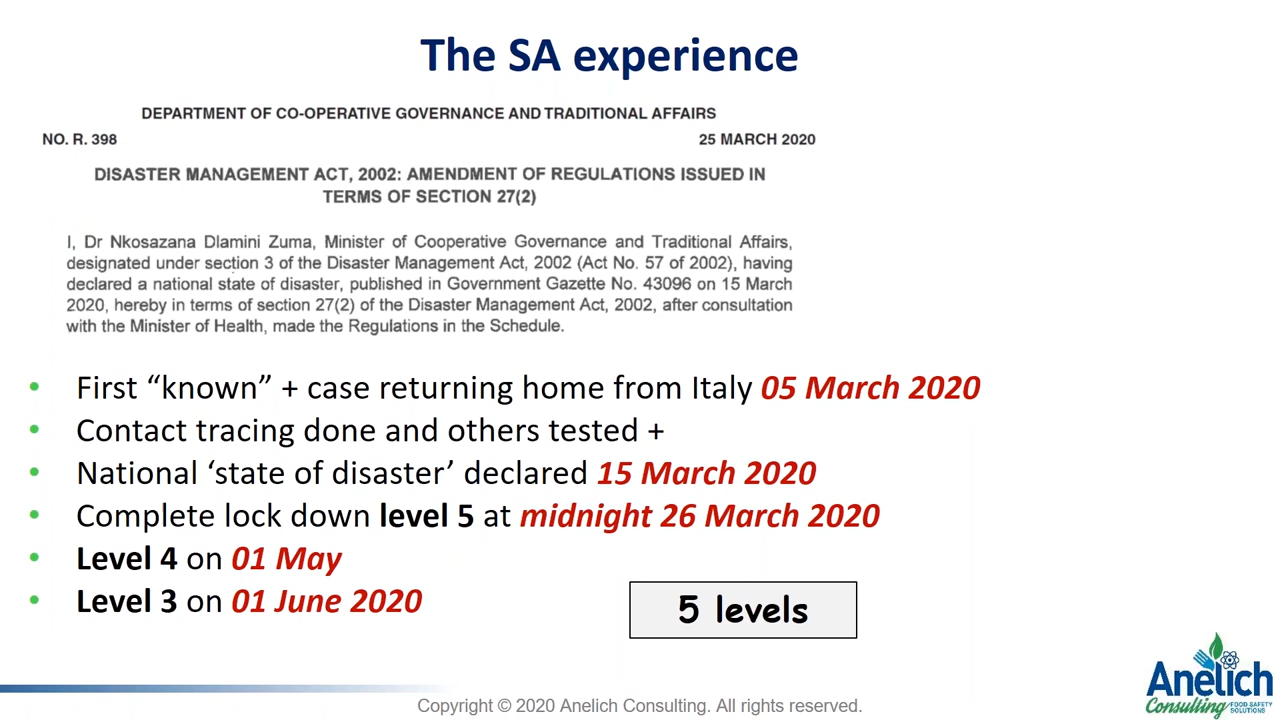 The SA experience
DEPARTMENT OF CO-OPERATIVE GOVERNANCE AND TRADITIONAL AFFAIRS
NO. R. 398 25 MARCH 2020
DISASTER MANAGEMENT ACT, 2002: AMENDMENT OF REGULATIONS ISSUED IN
TERMS OF SECTION 27(2)
I, Dr Nkosazana Dlamini Zuma, Minister of Cooperative Governance and Traditional Affairs,
designated under section 3 of the Disaster Management Act, 2002 (Act No. 57 of 2002), having
declared a national state of disaster, published in Government Gazette No. 43096 on 15 March
2020, hereby in terms of section 27(2) of the Disaster Management Act, 2002, after consultation
with the Minister of Health, made the Regulations in the Schedule.
• First “known” + case returning home from Italy 05 March 2020
• Contact tracing done and others tested +
• National ‘state of disaster’ declared 15 March 2020
• Complete lock down level 5 at midnight 26 March 2020
• Level 4 on 01 May
• Level 3 on 01 June 2020
5 levels
Anelich
Consulting FOOD SAFETY
SOLUTIONS
Copyright © 2020 Anelich Consulting. All rights reserved.